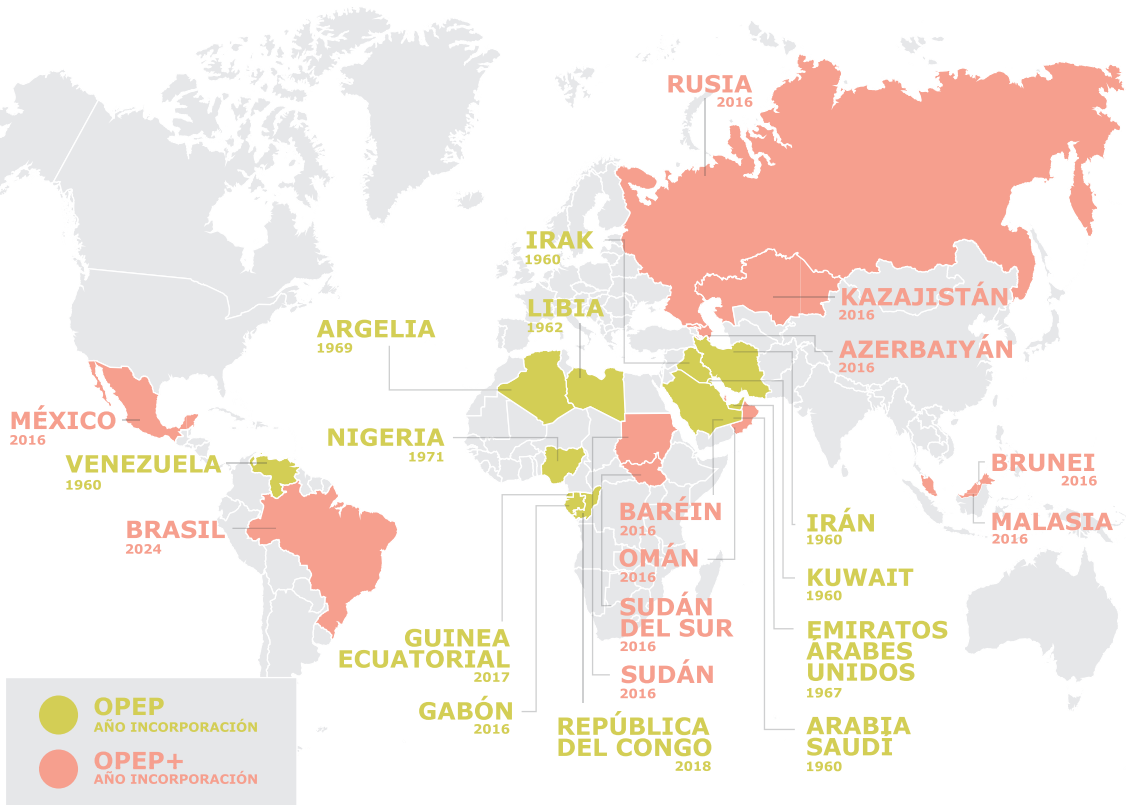 RUSIA
2016
IRAK
1960
LIBIA
1962
KAZAJISTÁN
2016
ARGELIA
1969
AZERBAIYÁN
2016
MÉXICO
2016
NIGERIA
1971
VENEZUELA
1960
BRUNEI
2016
BRASIL
2024
BARÉIN
2016
MALASIA
2016
IRÁN
1960
OMÁN
2016
KUWAIT
1960
SUDÁN
DEL SUR
2016
GUINEA
ECUATORIAL
2017
EMIRATOS
ÁRABES
UNIDOS
1967
SUDÁN
2016
GABÓN
2016
REPÚBLICA
DEL CONGO
2018
ARABIA
SAUDÍ
1960
OPEP
AÑO INCORPORACIÓN
OPEP+
AÑO INCORPORACIÓN